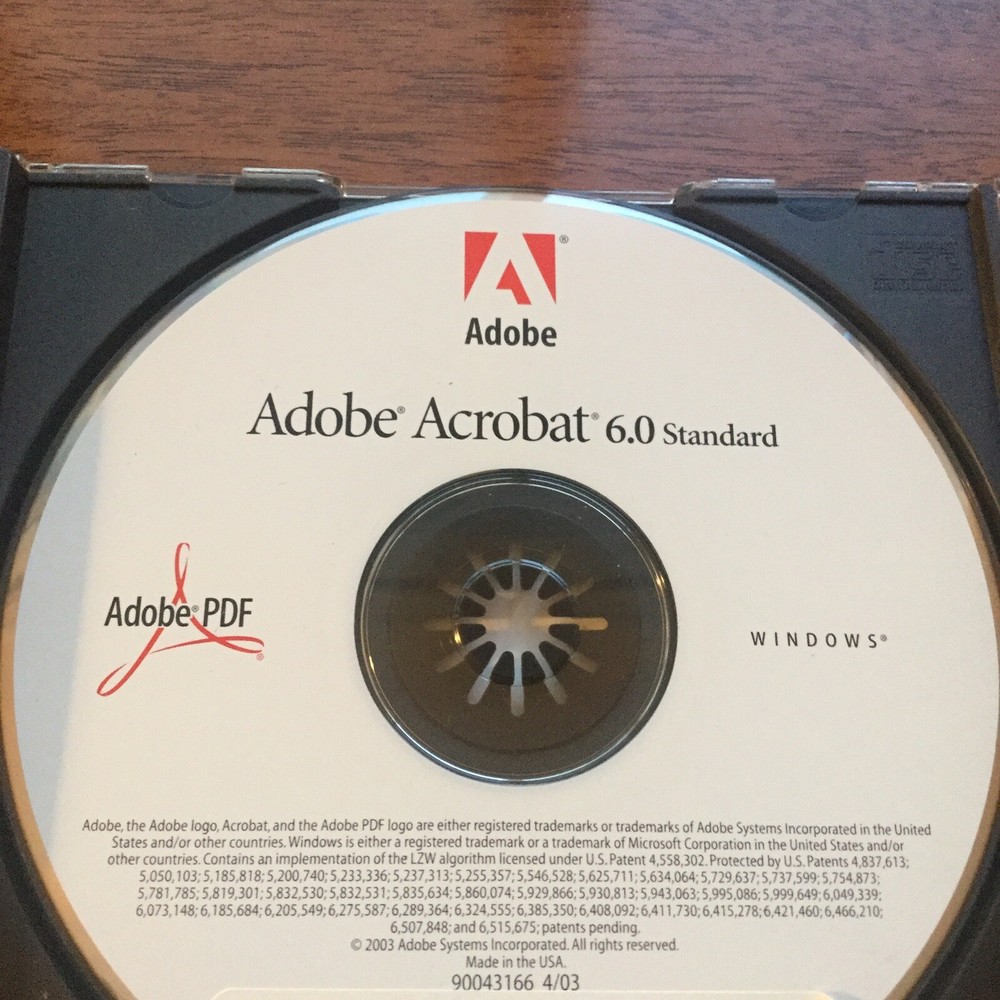 ®
Adobe
Adobe® Acrobat® 6.0 Standard
Adobe® PDF
®
WINDOWS®
Adobe, the Adobe logo, Acrobat, and the Adobe PDF logo are either registered trademarks or trademarks of Adobe Systems Incorporated in the United
States and/or other countries. Windows is either a registered trademark or a trademark of Microsoft Corporation in the United States and/or
other countries. Contains an implementation of the LZW algorithm licensed under U.S. Patent 4,558,302. Protected by U.S. Patents 4,837,613;
5,050,103; 5,185,818; 5,200,740; 5,233,336; 5,237,313; 5,255,357; 5,546,528; 5,625,711; 5,634,064; 5,729,637; 5,737,599; 5,754,873;
5,781,785; 5,819,301; 5,832,530; 5,832,531; 5,835,634; 5,860,074; 5,929,866; 5,930,813; 5,943,063; 5,995,086; 5,999,649; 6,049,339;
6,073,148; 6,185,684; 6,205,549; 6,275,587; 6,289,364; 6,324,555; 6,385,350; 6,408,092; 6,411,730; 6,415,278; 6,421,460; 6,466,210;
6,507,848; and 6,515,675; patents pending.
© 2003 Adobe Systems Incorporated. All rights reserved.
Made in the USA.
90043166 4/03